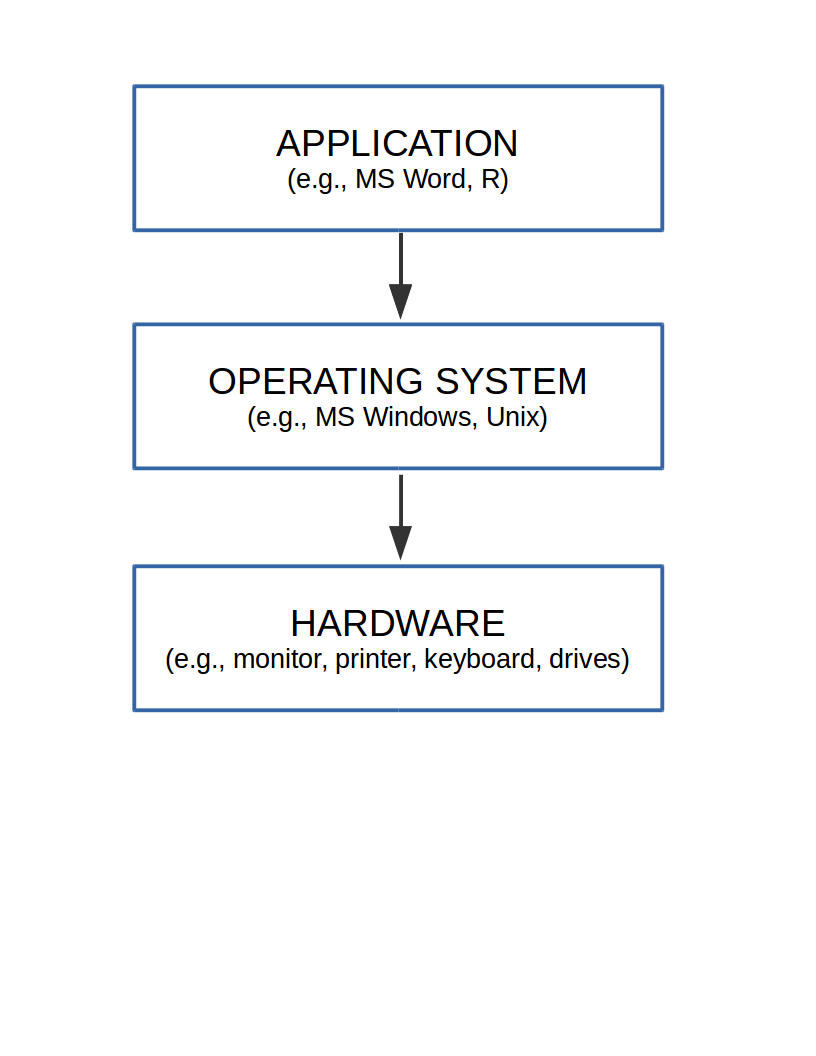 APPLICATION
(e.g., MS Word, R)
OPERATING SYSTEM
(e.g., MS Windows, Unix)
HARDWARE
(e.g., monitor, printer, keyboard, drives)